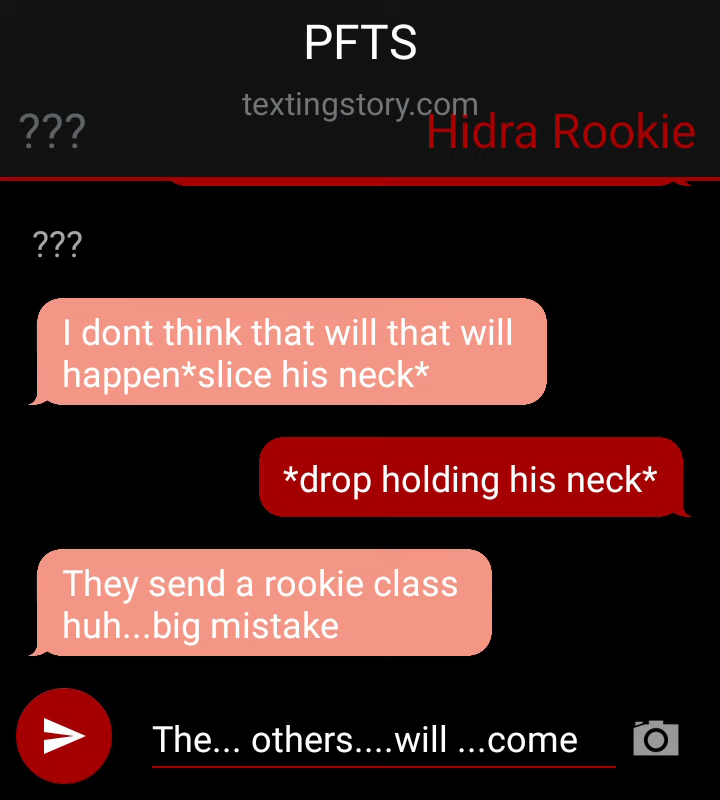 PFTS
textingstory.com
??? Hidra Rookie
???
I dont think that will that will
happen*slice his neck*
*drop holding his neck*
They send a rookie class
huh...big mistake
The... others....will ...come